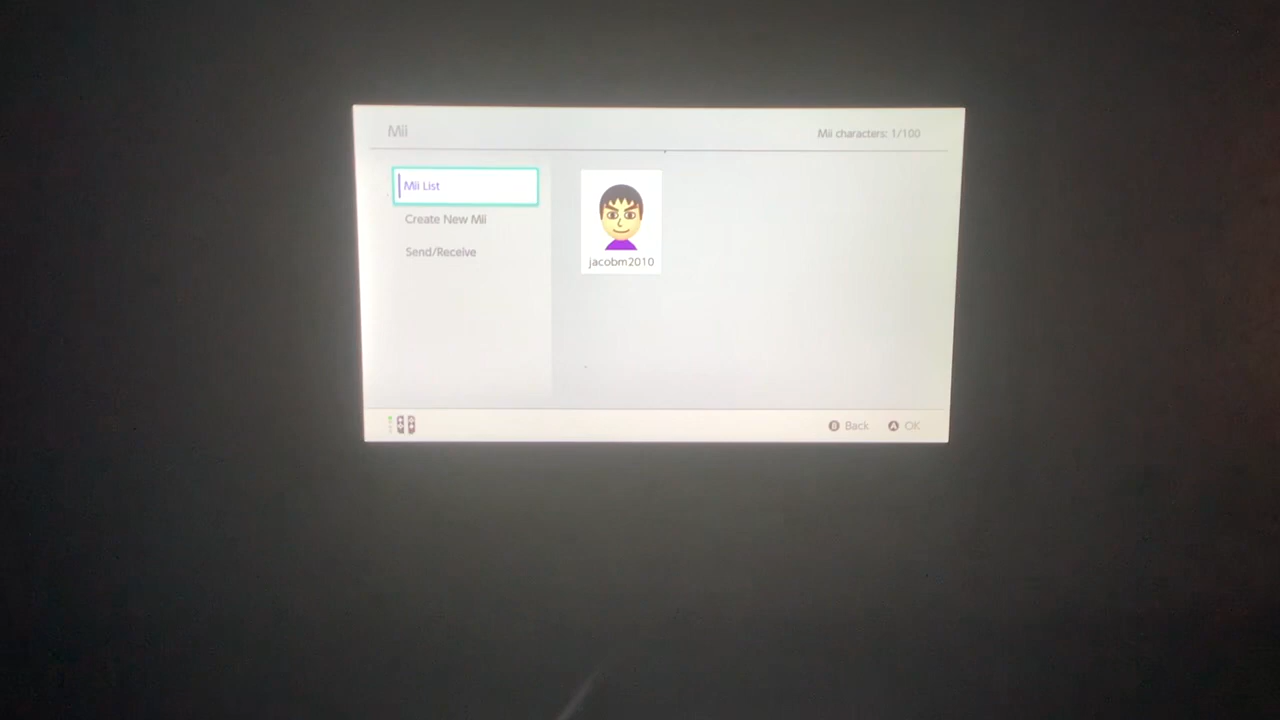 Mii
Mii characters: 1/100
Mii List
Create New Mii
Send/Receive
jacobm2010
B Back
A OK